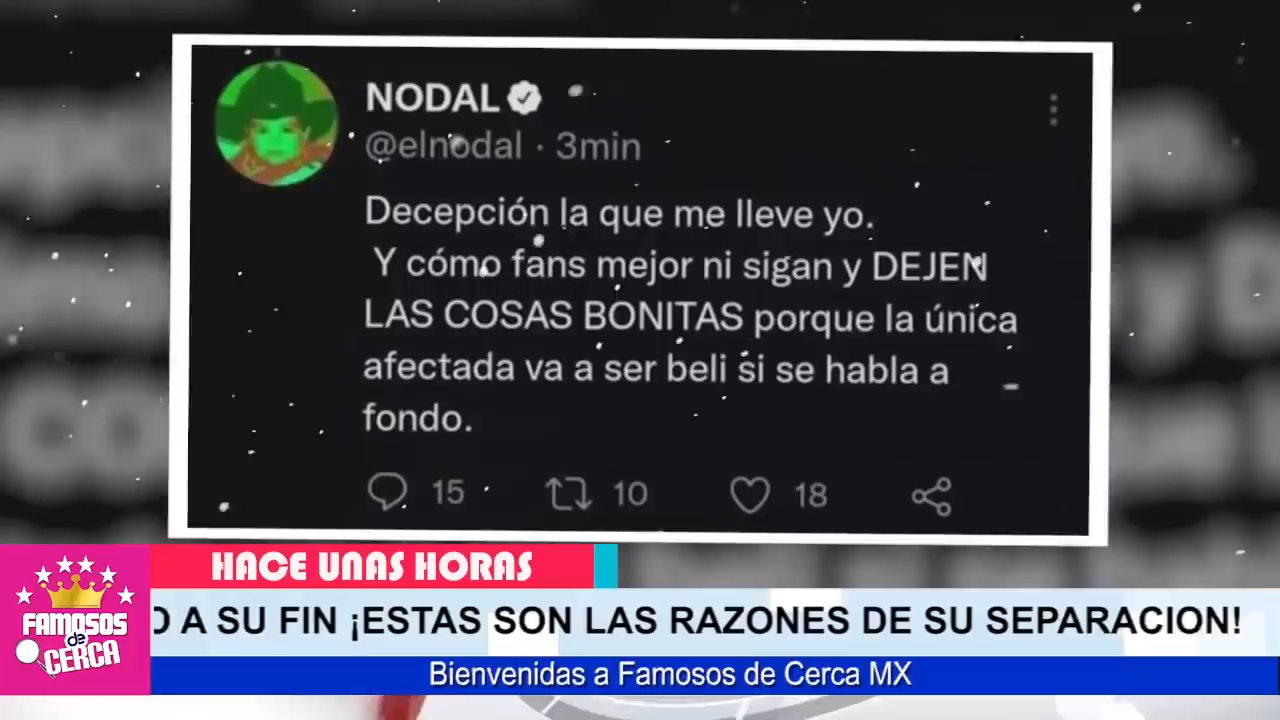 NODAL
@elnodal · 3min
Decepción la que me lleve yo.
Y cómo fans mejor ni sigan y DEJEN
LAS COSAS BONITAS porque la única
afectada va a ser beli si se habla a
fondo.
15 10 18
HACE UNAS HORAS
O A SU FIN ¡ESTAS SON LAS RAZONES DE SU SEPARACION!
FAMOSOS
de
CERCA
Bienvenidas a Famosos de Cerca MX